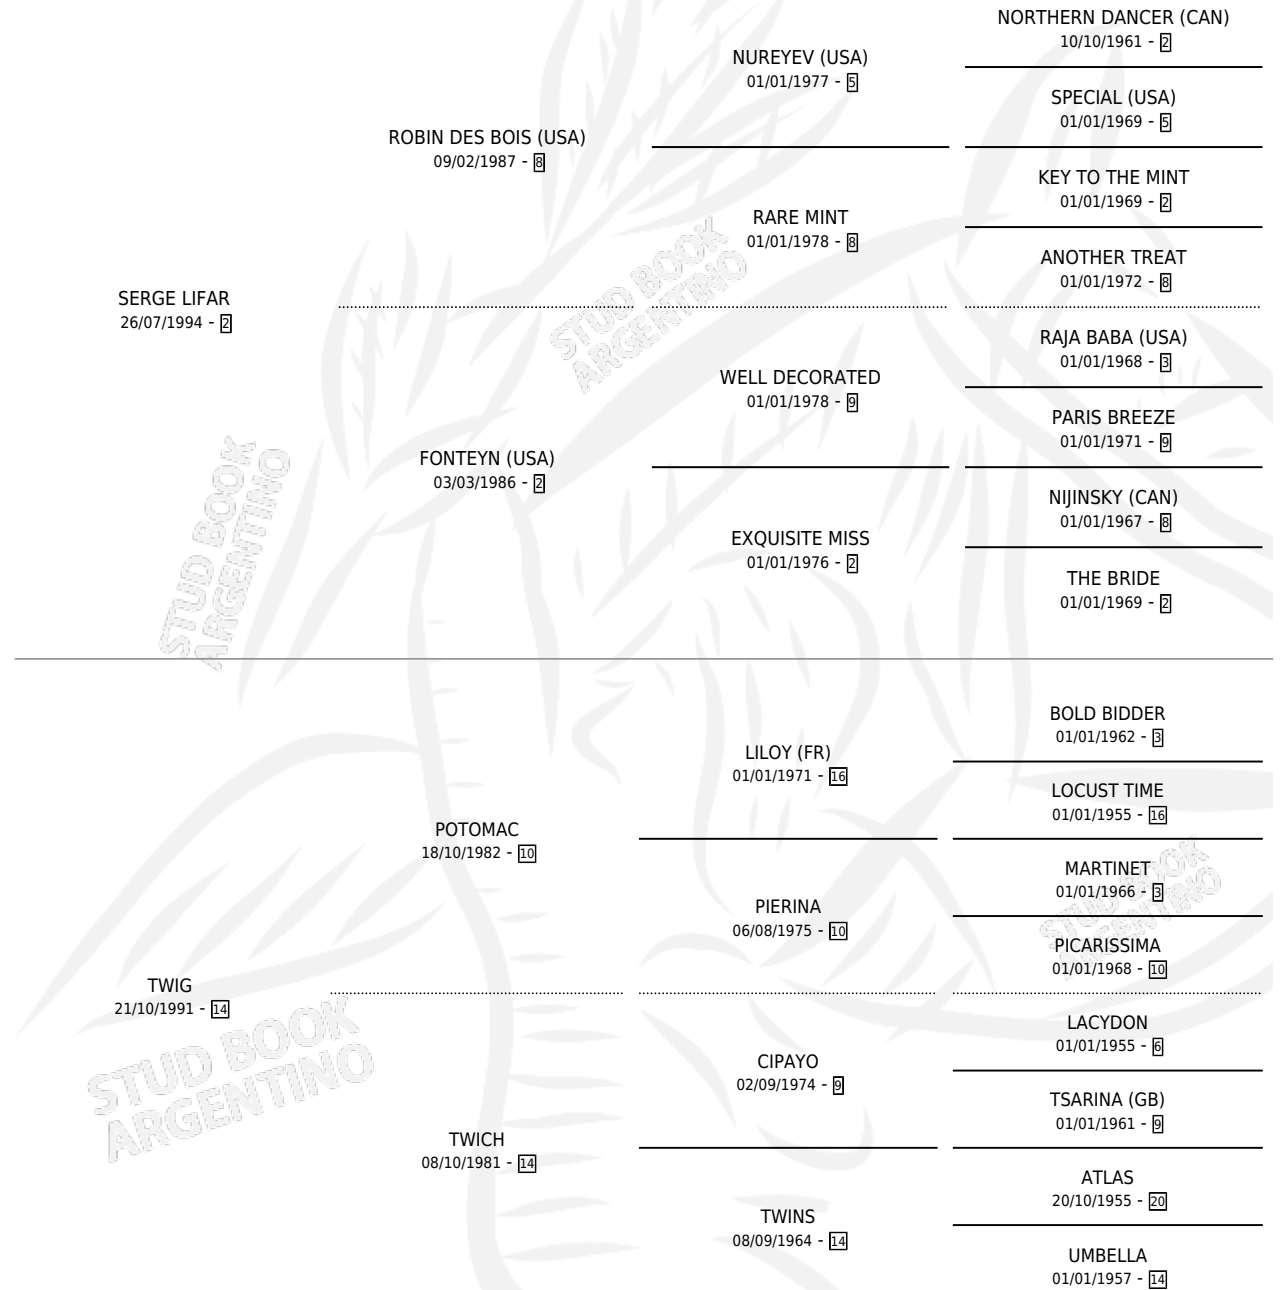 NORTHERN DANCER (CAN)
10/10/1961 - 2
NUREYEV (USA)
01/01/1977 - 5
SPECIAL (USA)
01/01/1969 - 5
ROBIN DES BOIS (USA)
09/02/1987 - 8
KEY TO THE MINT
01/01/1969 - 2
RARE MINT
01/01/1978 - 8
ANOTHER TREAT
01/01/1972 - 8
SERGE LIFAR
26/07/1994 - 2
STUD BOOK
ARGENTINO
RAJA BABA (USA)
01/01/1968 - 3
WELL DECORATED
01/01/1978 - 9
PARIS BREEZE
01/01/1971 - 9
FONTEYN (USA)
03/03/1986 - 2
NIJINSKY (CAN)
01/01/1967 - 8
EXQUISITE MISS
01/01/1976 - 2
THE BRIDE
01/01/1969 - 2
STUD BOOK
ARGENTINO
BOLD BIDDER
01/01/1962 - 3
LILOY (FR)
01/01/1971 - 16
LOCUST TIME
01/01/1955 - 16
POTOMAC
18/10/1982 - 10
MARTINET
01/01/1966 - 3
PIERINA
06/08/1975 - 10
PICARISSIMA
01/01/1968 - 10
STUD BOOK
ARGENTINO
TWIG
21/10/1991 - 14
LACYDON
01/01/1955 - 6
CIPAYO
02/09/1974 - 9
TSARINA (GB)
01/01/1961 - 9
STUD BOOK
ARGENTINO
TWICH
08/10/1981 - 14
ATLAS
20/10/1955 - 20
TWINS
08/09/1964 - 14
UMBELLA
01/01/1957 - 14